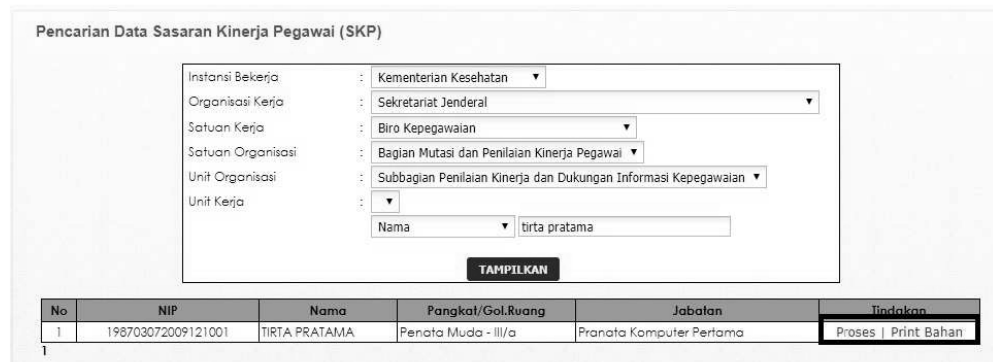 Pencarian Data Sasaran Kinerja Pegawai (SKP)
Instansi Bekerja : Kementerian Kesehatan
Organisasi Kerja : Sekretariat Jenderal
Satuan Kerja : Biro Kepegawaian
Satuan Organisasi : Bagian Mutasi dan Penilaian Kinerja Pegawai
Unit Organisasi : Subbagian Penilaian Kinerja dan Dukungan Informasi Kepegawaian
Unit Kerja :
Nama tirta pratama
TAMPILKAN
No NIP Nama Pangkat/Gol.Ruang Jabatan Tindakan
1 198703072009121001 TIRTA PRATAMA Penata Muda - III/a Pranata Komputer Pertama Proses | Print Bahan
1